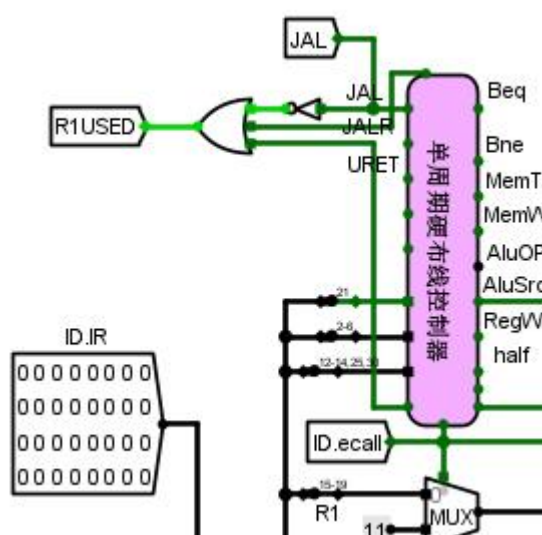 JAL
JAL
Beq
R1USED
JALR
Bne
URET
MemT
MemW
单周期硬布线控制器
AluOP
AluSrc
21
RegW
2-6
half
ID.IR
12-14,25,30
00000000
00000000
00000000
00000000
ID.ecall
15-19
R1
0
MUX
11